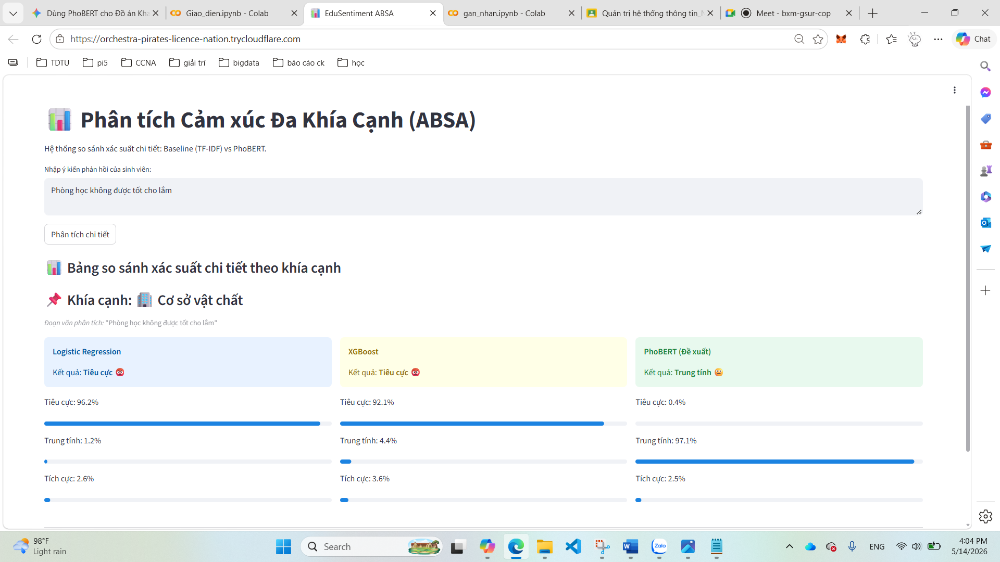 Dùng PhoBERT cho Đồ án Kha
Giao_dien.ipynb - Colab
EduSentiment ABSA
gan_nhan.ipynb - Colab
Quản trị hệ thống thông tin_N
Meet - bxm-gsur-cop
https://orchestra-pirates-licence-nation.trycloudflare.com
Chat
TDTU
pi5
CCNA
giải trí
bigdata
báo cáo ck
học
Phân tích Cảm xúc Đa Khía Cạnh (ABSA)
Hệ thống so sánh xác suất chi tiết: Baseline (TF-IDF) vs PhoBERT.
Nhập ý kiến phản hồi của sinh viên:
Phòng học không được tốt cho lắm
Phân tích chi tiết
Bảng so sánh xác suất chi tiết theo khía cạnh
Khía cạnh: 🏢 Cơ sở vật chất
Đoạn văn phân tích: "Phòng học không được tốt cho lắm"
Logistic Regression
Kết quả: Tiêu cực 😡
Tiêu cực: 96.2%
Trung tính: 1.2%
Tích cực: 2.6%
XGBoost
Kết quả: Tiêu cực 😡
Tiêu cực: 92.1%
Trung tính: 4.4%
Tích cực: 3.6%
PhoBERT (Đề xuất)
Kết quả: Trung tính 😐
Tiêu cực: 0.4%
Trung tính: 97.1%
Tích cực: 2.5%
98°F
Light rain
Search
Zalo
ENG
4:04 PM
5/14/2026